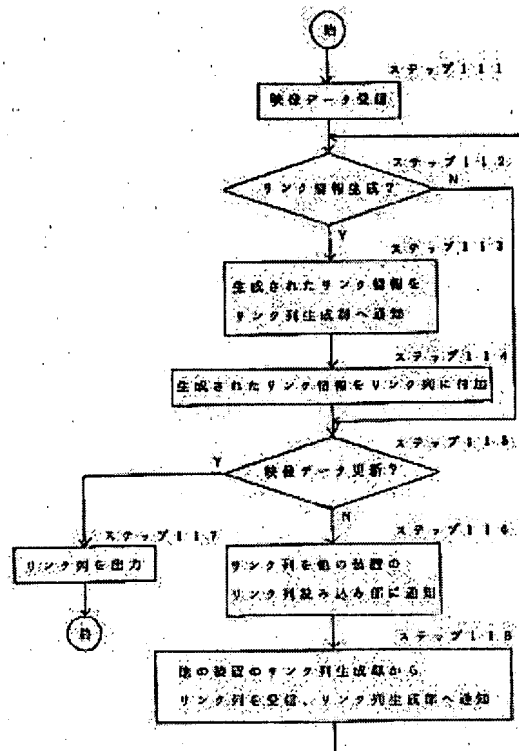 始
ステップ111
映像データ受信
ステップ112
リンク情報生成?
N
Y
ステップ113
生成されたリンク情報を
リンク列生成部へ通知
ステップ114
生成されたリンク情報をリンク列に付加
ステップ115
映像データ更新?
Y
N
ステップ117
ステップ116
リンク列を出力
リンク列を他の装置の
リンク列読み込み部に通知
終
ステップ118
他の装置のリンク列生成部から
リンク列を受信、リンク列生成部へ通知